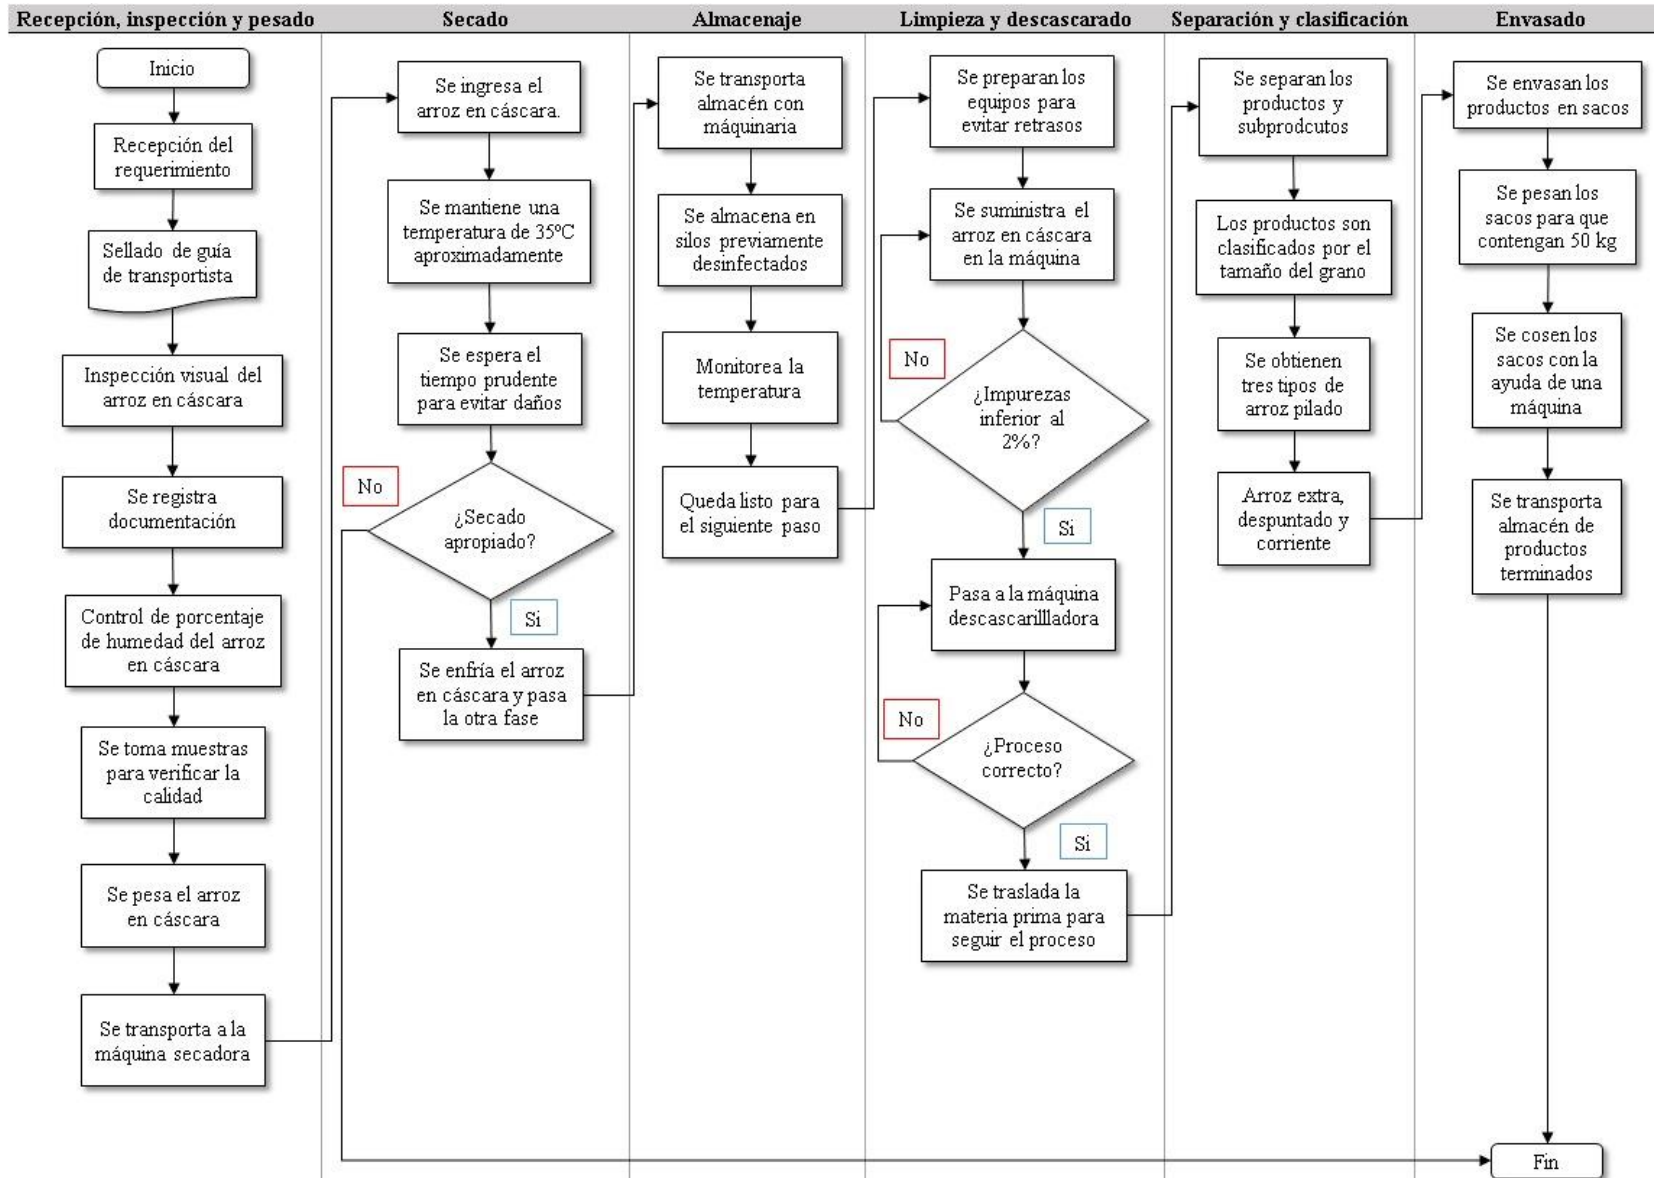 Recepción, inspección y pesado
Secado
Almacenaje
Limpieza y descascarado
Separación y clasificación
Envasado
Inicio
Recepción del
requerimiento
Sellado de guía
de transportista
Inspección visual del
arroz en cáscara
Se registra
documentación
Control de porcentaje
de humedad del arroz
en cáscara
Se toma muestras
para verificar la
calidad
Se pesa el arroz
en cáscara
Se transporta a la
máquina secadora
Se ingresa el
arroz en cáscara.
Se mantiene una
temperatura de 35°C
aproximadamente
Se espera el
tiempo prudente
para evitar daños
No
¿Secado
apropiado?
Si
Se enfría el arroz
en cáscara y pasa
la otra fase
Se transporta
almacén con
máquinaria
Se almacena en
silos previamente
desinfectados
Monitorea la
temperatura
Queda listo para
el siguiente paso
Se preparan los
equipos para
evitar retrasos
Se suministra el
arroz en cáscara
en la máquina
No
¿Impurezas
inferior al
2%?
Si
Pasa a la máquina
descascarillladora
No
¿Proceso
correcto?
Si
Se traslada la
materia prima para
seguir el proceso
Se separan los
productos y
subprodcutos
Los productos son
clasificados por el
tamaño del grano
Se obtienen
tres tipos de
arroz pilado
Arroz extra,
despuntado y
corriente
Se envasan los
productos en sacos
Se pesan los
sacos para que
contengan 50 kg
Se cosen los
sacos con la
ayuda de una
máquina
Se transporta
almacén de
productos
terminados
Fin